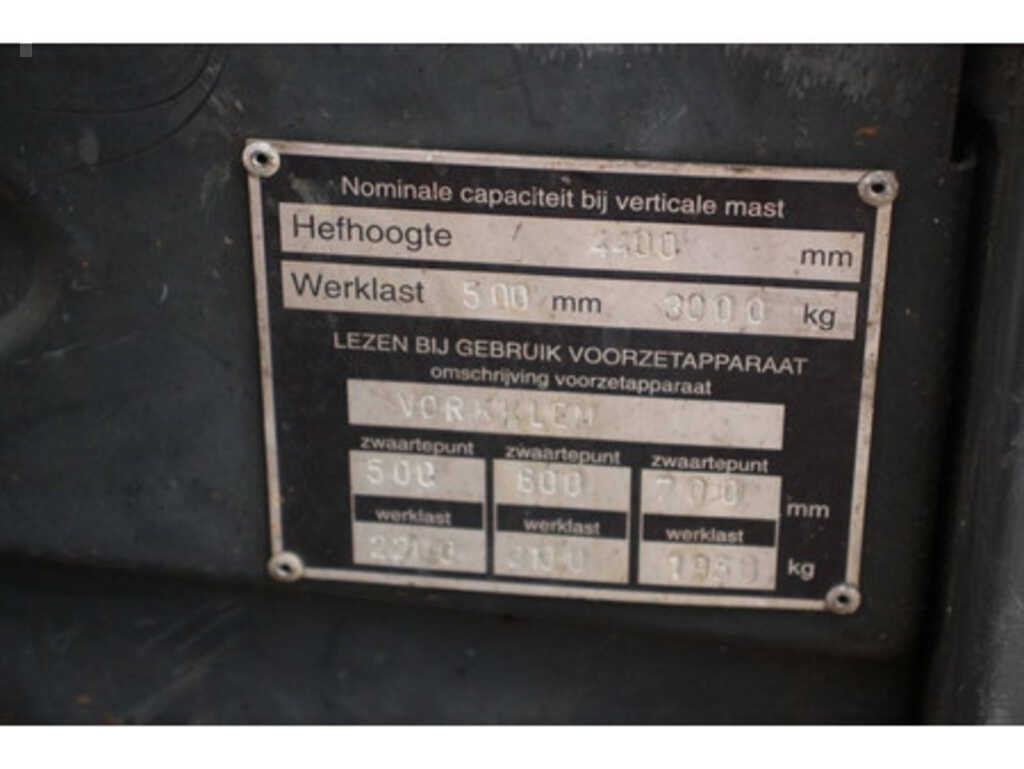 Nominale capaciteit bij verticale mast
Hefhoogte 4400 mm
Werklast 500 mm 3000 kg
LEZEN BIJ GEBRUIK VOORZETAPPARAAT
omschrijving voorzetapparaat
VORKKLEM
zwaartepunt zwaartepunt zwaartepunt
500 600 700 mm
werklast werklast werklast
kg